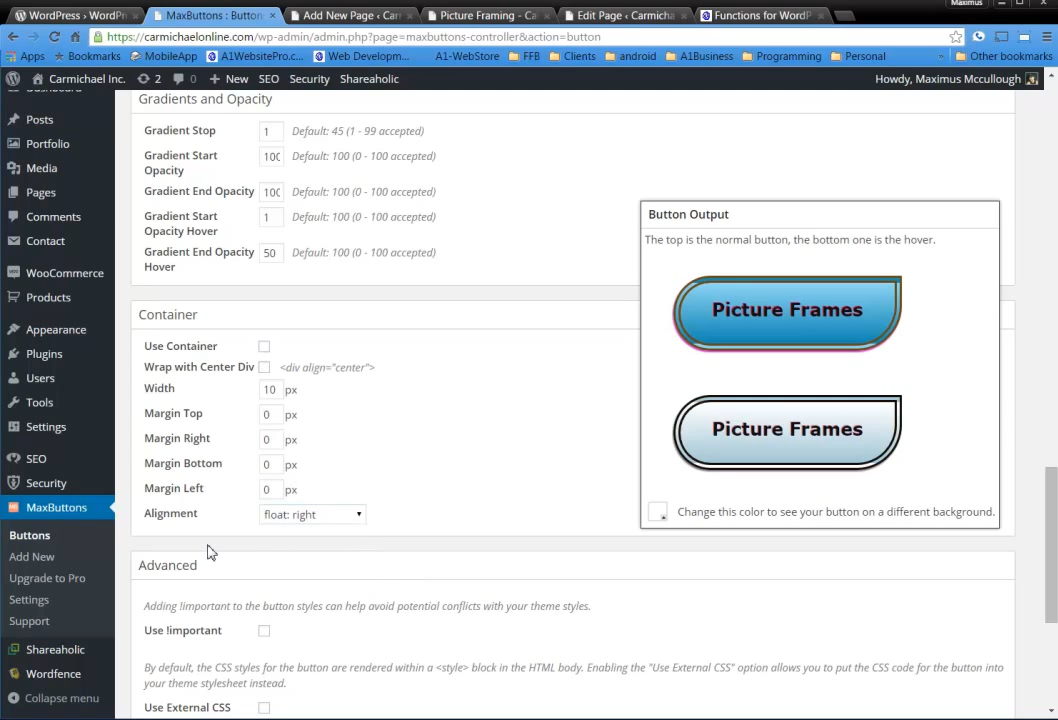 Maximus
WordPress › WordPr
MaxButtons : Button
Add New Page ‹ Carm
Picture Framing - Ca
Edit Page ‹ Carmicha
Functions for WordP
https://carmichaelonline.com/wp-admin/admin.php?page=maxbuttons-controller&action=button
Apps
Bookmarks
MobileApp
A1WebsitePro.c...
Web Developm...
A1-WebStore
FFB
Clients
android
A1Business
Programming
Personal
»
Other bookmarks
Carmichael Inc.
2
0
+ New
SEO
Security
Shareaholic
Howdy, Maximus Mccullough
Dashboard
Posts
Portfolio
Media
Pages
Comments
Contact
WooCommerce
Products
Appearance
Plugins
Users
Tools
Settings
SEO
Security
MaxButtons
Buttons
Add New
Upgrade to Pro
Settings
Support
Shareaholic
Wordfence
Collapse menu
Gradients and Opacity
Gradient Stop 1 Default: 45 (1 - 99 accepted)
Gradient Start
Opacity
100 Default: 100 (0 - 100 accepted)
Gradient End Opacity 100 Default: 100 (0 - 100 accepted)
Gradient Start
Opacity Hover
1 Default: 100 (0 - 100 accepted)
Gradient End Opacity
Hover
50 Default: 100 (0 - 100 accepted)
Container
Use Container
Wrap with Center Div <div align="center">
Width 10 px
Margin Top 0 px
Margin Right 0 px
Margin Bottom 0 px
Margin Left 0 px
Alignment float: right
Button Output
The top is the normal button, the bottom one is the hover.
Picture Frames
Picture Frames
Change this color to see your button on a different background.
Advanced
Adding !important to the button styles can help avoid potential conflicts with your theme styles.
Use !important
By default, the CSS styles for the button are rendered within a <style> block in the HTML body. Enabling the "Use External CSS" option allows you to put the CSS code for the button into
your theme stylesheet instead.
Use External CSS